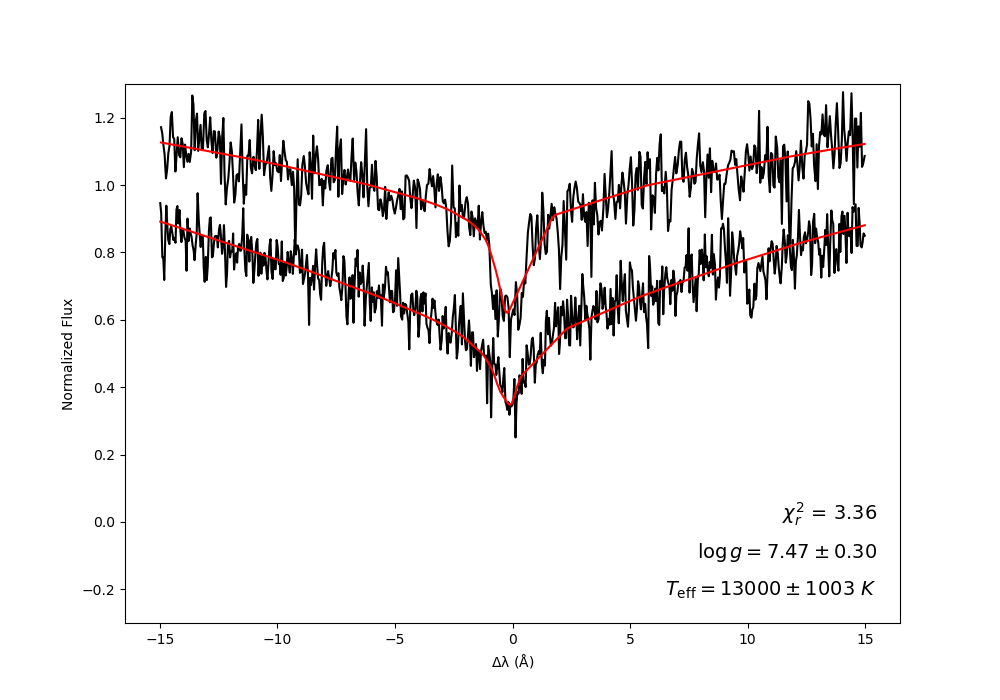 1.2
1.0
0.8
0.6
0.4
0.2
0.0
−0.2
Normalized Flux
χ²ᵣ = 3.36
log g = 7.47 ± 0.30
T_eff = 13000 ± 1003 K
−15 −10 −5 0 5 10 15
Δλ (Å)